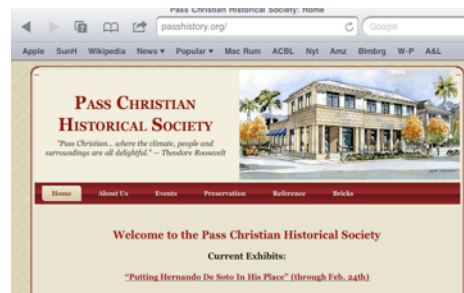 Pass Christian Historical Society: Home
passhistory.org/
Google
Apple SunH Wikipedia News ▾ Popular ▾ Mac Rum ACBL Nyt Amz Blmbrg W-P A&L
PASS CHRISTIAN
HISTORICAL SOCIETY
"Pass Christian... where the climate, people and
surroundings are all delightful." — Theodore Roosevelt
Home About Us Events Preservation Reference Bricks
Welcome to the Pass Christian Historical Society
Current Exhibits:
"Putting Hernando De Soto In His Place" (through Feb. 24th)